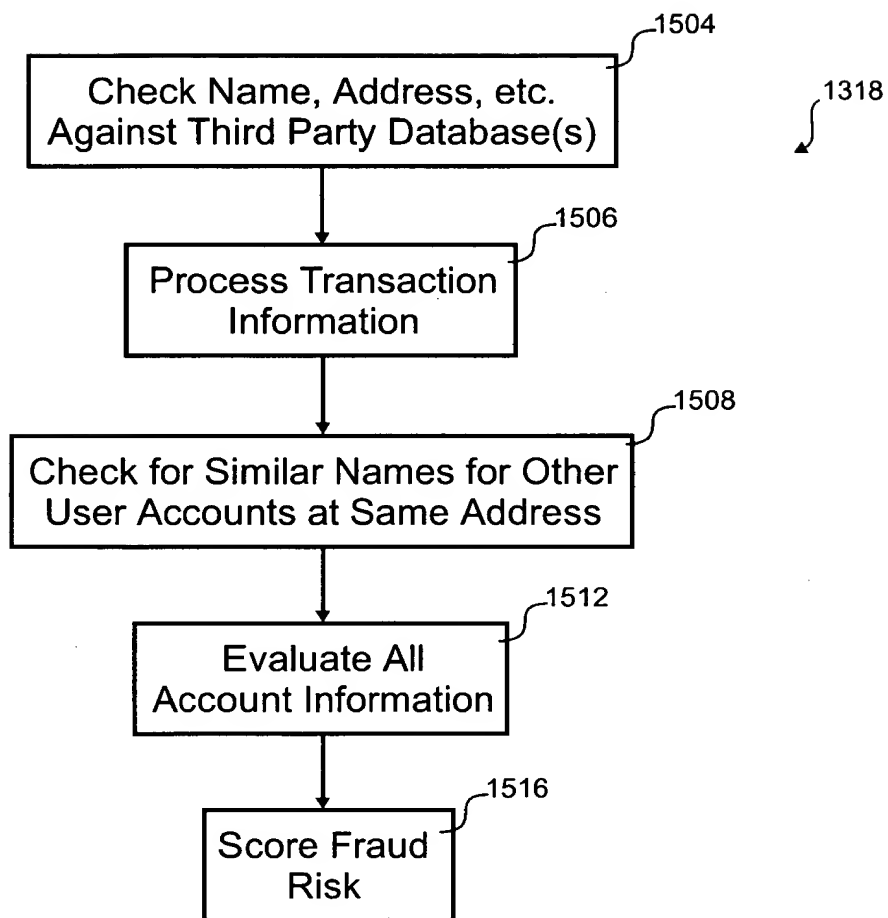 1504
Check Name, Address, etc.
Against Third Party Database(s)
1318
1506
Process Transaction
Information
1508
Check for Similar Names for Other
User Accounts at Same Address
1512
Evaluate All
Account Information
1516
Score Fraud
Risk